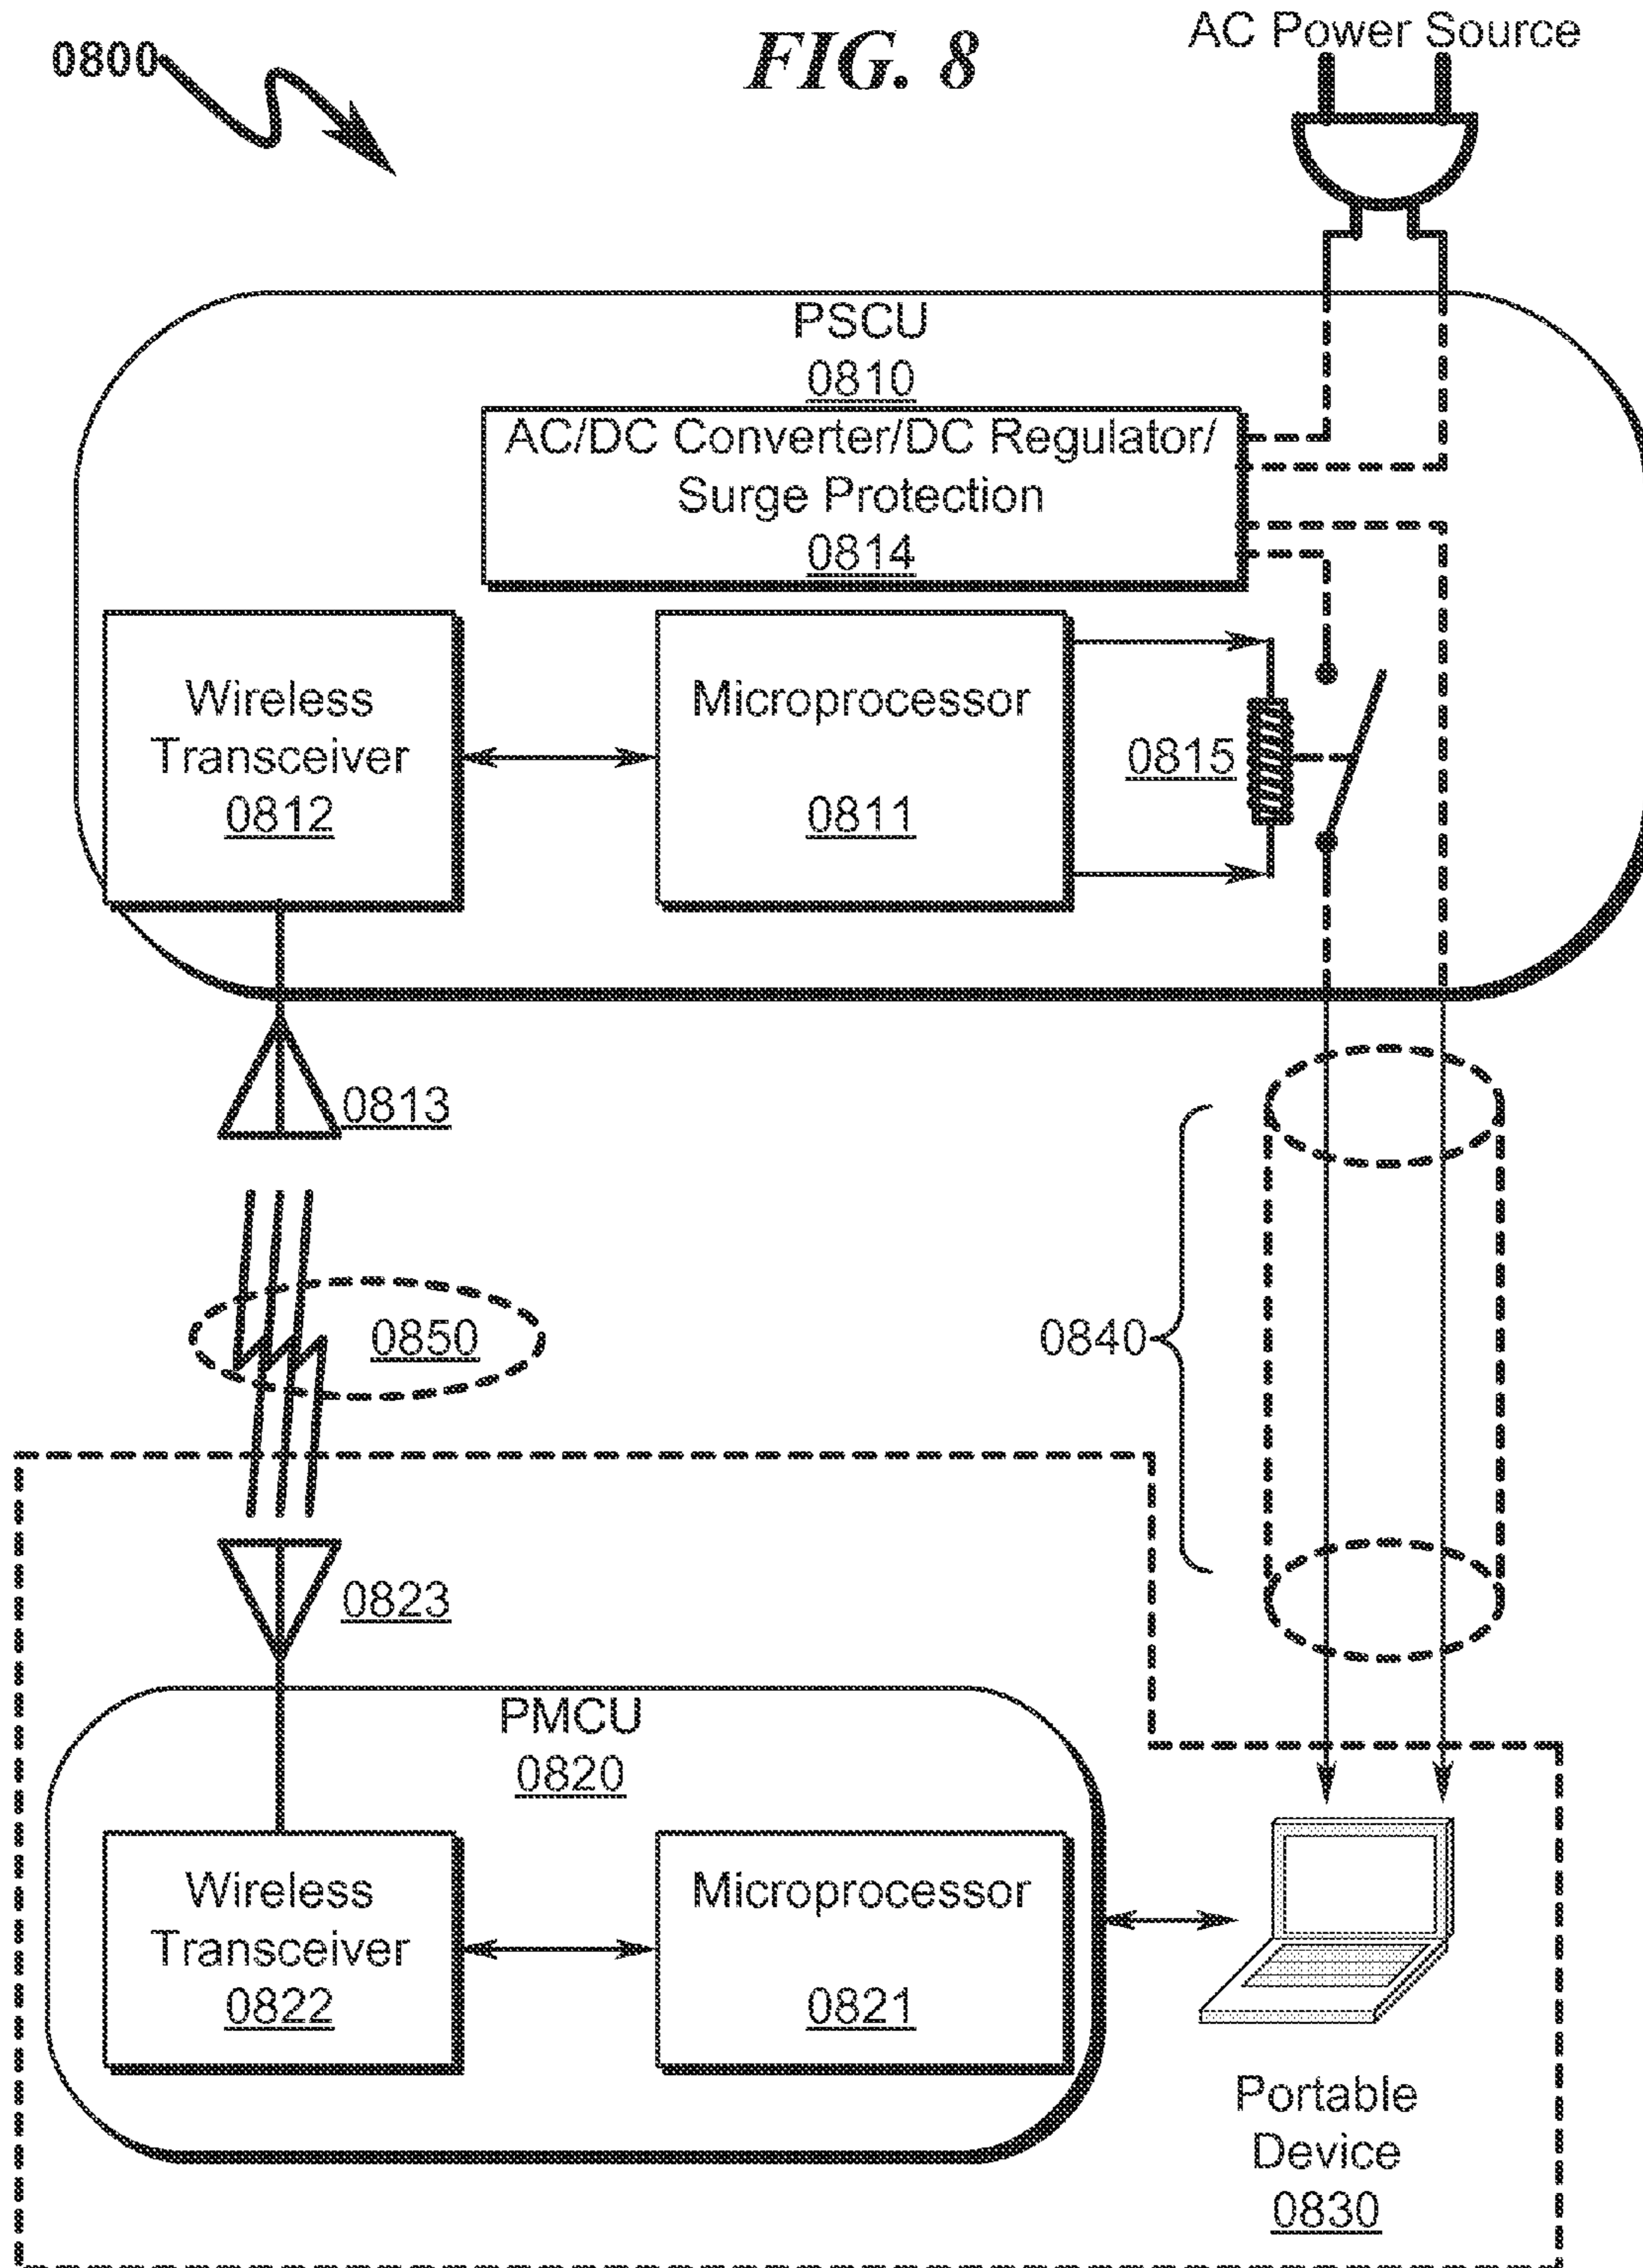 0800
FIG. 8
AC Power Source
PSCU
0810
AC/DC Converter/DC Regulator/
Surge Protection
0814
Wireless
Transceiver
0812
Microprocessor
0811
0815
0813
0850
0840
0823
PMCU
0820
Wireless
Transceiver
0822
Microprocessor
0821
Portable
Device
0830